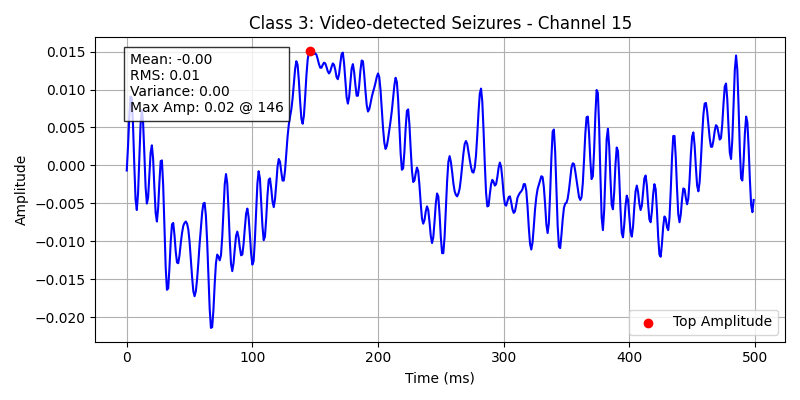 Class 3: Video-detected Seizures - Channel 15
Mean: -0.00
RMS: 0.01
Variance: 0.00
Max Amp: 0.02 @ 146
0.015
0.010
0.005
0.000
−0.005
−0.010
−0.015
−0.020
Amplitude
Top Amplitude
0 100 200 300 400 500
Time (ms)